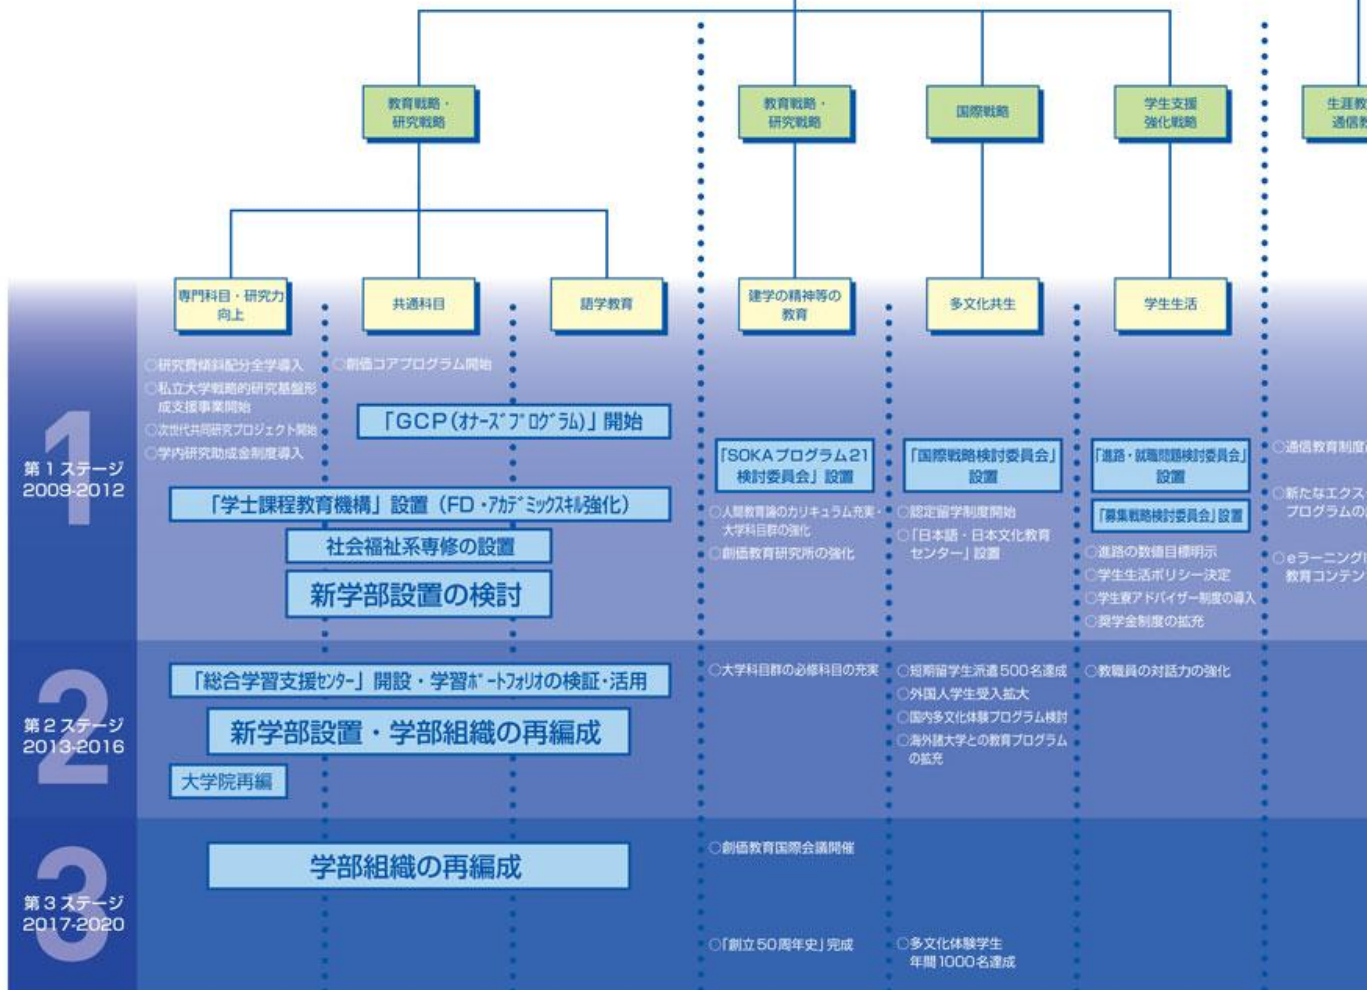 教育戦略・
研究戦略
教育戦略・
研究戦略
国際戦略
学生支援
強化戦略
生涯教
通信教
専門科目・研究力
向上
共通科目
語学教育
建学の精神等の
教育
多文化共生
学生生活
1
第1ステージ
2009-2012
○研究費傾斜配分全学導入
○私立大学戦略的研究基盤形
成支援事業開始
○次世代共同研究プロジェクト開始
○学内研究助成金制度導入
○創価コアプログラム開始
「GCP(オナーズプログラム)」開始
「学士課程教育機構」設置（FD・アカデミックスキル強化）
社会福祉系専修の設置
新学部設置の検討
「SOKAプログラム21
検討委員会」設置
○人間教育論のカリキュラム充実・
大学科目群の強化
○創価教育研究所の強化
「国際戦略検討委員会」
設置
○認定留学制度開始
○「日本語・日本文化教育
センター」設置
「進路・就職問題検討委員会」
設置
「募集戦略検討委員会」設置
○進路の数値目標明示
○学生生活ポリシー決定
○学生寮アドバイザー制度の導入
○奨学金制度の拡充
○通信教育制度
○新たなエクス
プログラムの
○eラーニング
教育コンテン
2
第2ステージ
2013-2016
「総合学習支援センター」開設・学習ポートフォリオの検証・活用
新学部設置・学部組織の再編成
大学院再編
○大学科目群の必修科目の充実
○短期留学生派遣500名達成
○外国人学生受入拡大
○国内多文化体験プログラム検討
○海外諸大学との教育プログラム
の拡充
○教職員の対話力の強化
3
第3ステージ
2017-2020
学部組織の再編成
○創価教育国際会議開催
○「創立50周年史」完成
○多文化体験学生
年間1000名達成